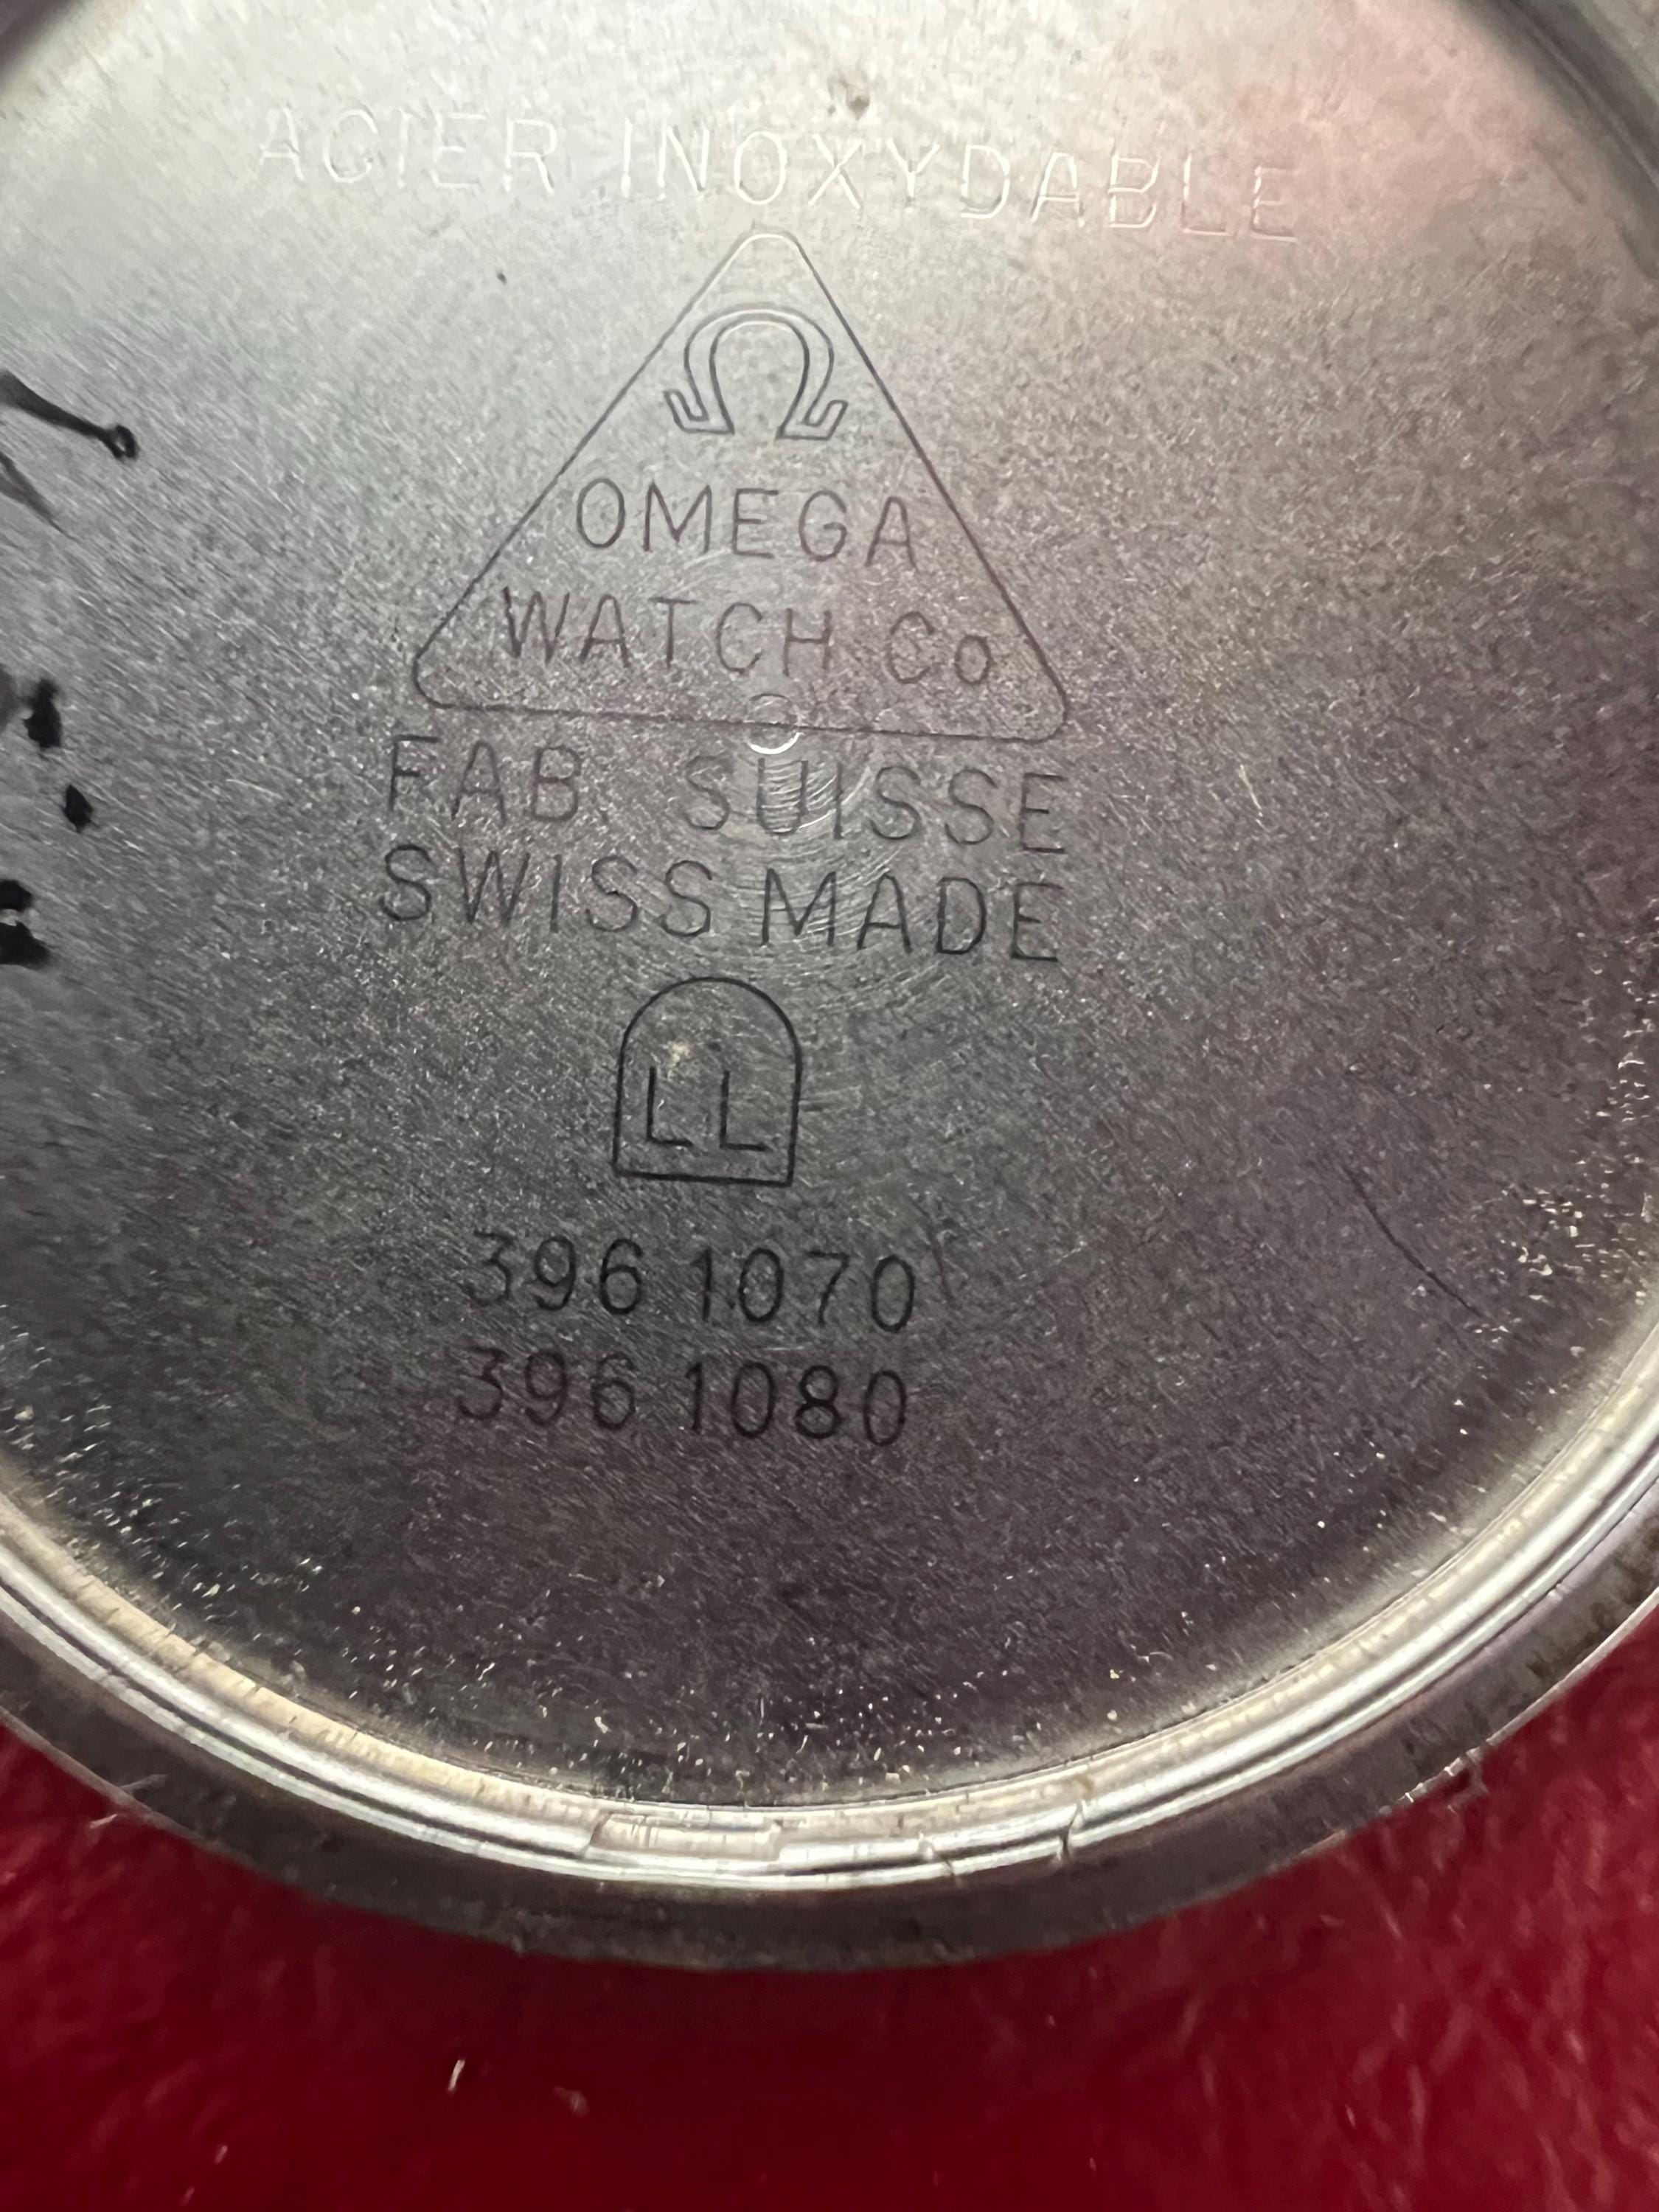 ACIER INOXYDABLE
Ω
OMEGA
WATCH Co
FAB. SUISSE
SWISS MADE
LL
396 1070
396 1080